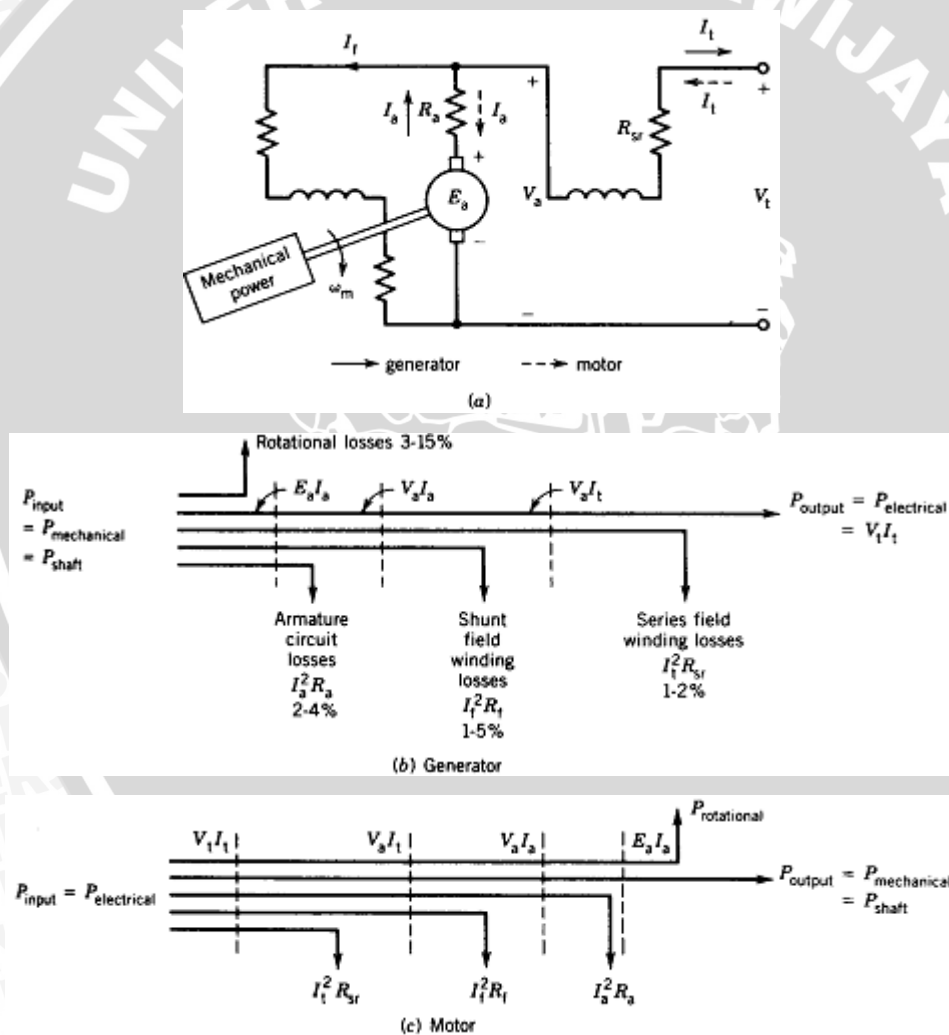 UNIVE
WIJAYA
I_t
I_f
I_t
I_a R_a I_a
R_sr
+
+
+
E_a
V_a
V_t
−
Mechanical
power
ω_m
−
−
generator
motor
(a)
Rotational losses 3-15%
E_aI_a
V_aI_a
V_aI_t
P_input
= P_mechanical
= P_shaft
P_output = P_electrical
= V_tI_t
Armature
circuit
losses
I_a^2R_a
2-4%
Shunt
field
winding
losses
I_f^2R_f
1-5%
Series field
winding losses
I_t^2R_sr
1-2%
(b) Generator
P_rotational
V_tI_t
V_aI_t
V_aI_a
E_aI_a
P_input = P_electrical
P_output = P_mechanical
= P_shaft
I_t^2R_sr
I_f^2R_f
I_a^2R_a
(c) Motor